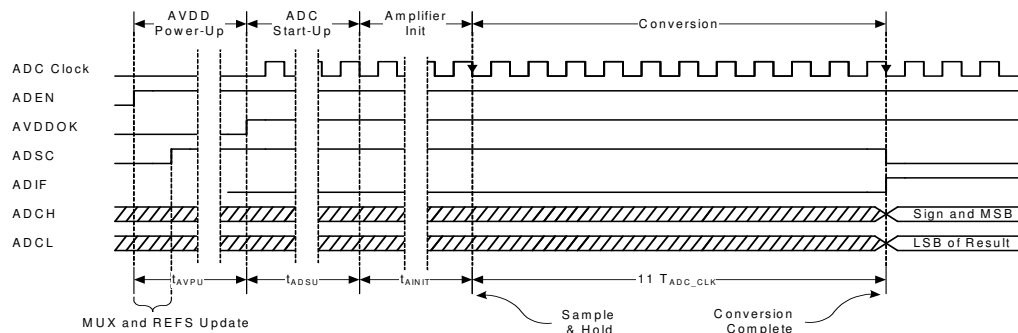 AVDD
Power-Up
ADC
Start-Up
Amplifier
Init
Conversion
ADC Clock
ADEN
AVDDOK
ADSC
ADIF
ADCH
Sign and MSB
ADCL
LSB of Result
tAVPU
tADSU
tAINIT
11 TADC_CLK
MUX and REFS Update
Sample
& Hold
Conversion
Complete